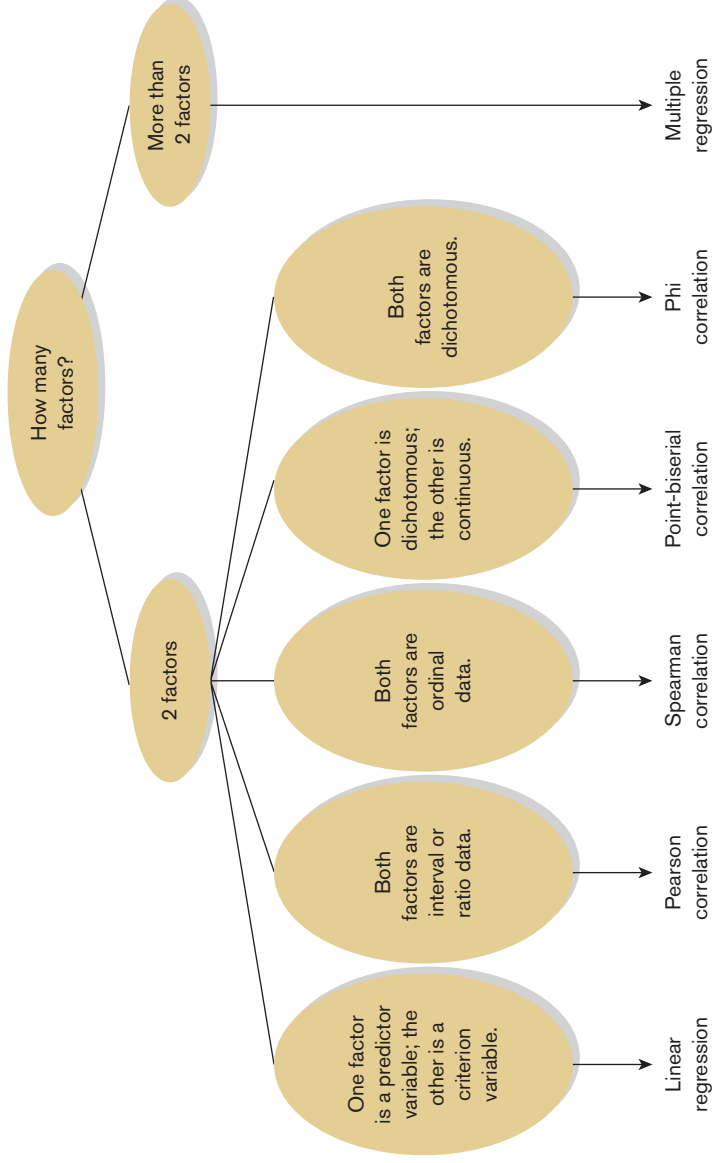 How many
factors?
2 factors
More than
2 factors
One factor
is a predictor
variable; the
other is a
criterion
variable.
Both
factors are
interval or
ratio data.
Both
factors are
ordinal
data.
One factor is
dichotomous;
the other is
continuous.
Both
factors are
dichotomous.
Linear
regression
Pearson
correlation
Spearman
correlation
Point-biserial
correlation
Phi
correlation
Multiple
regression